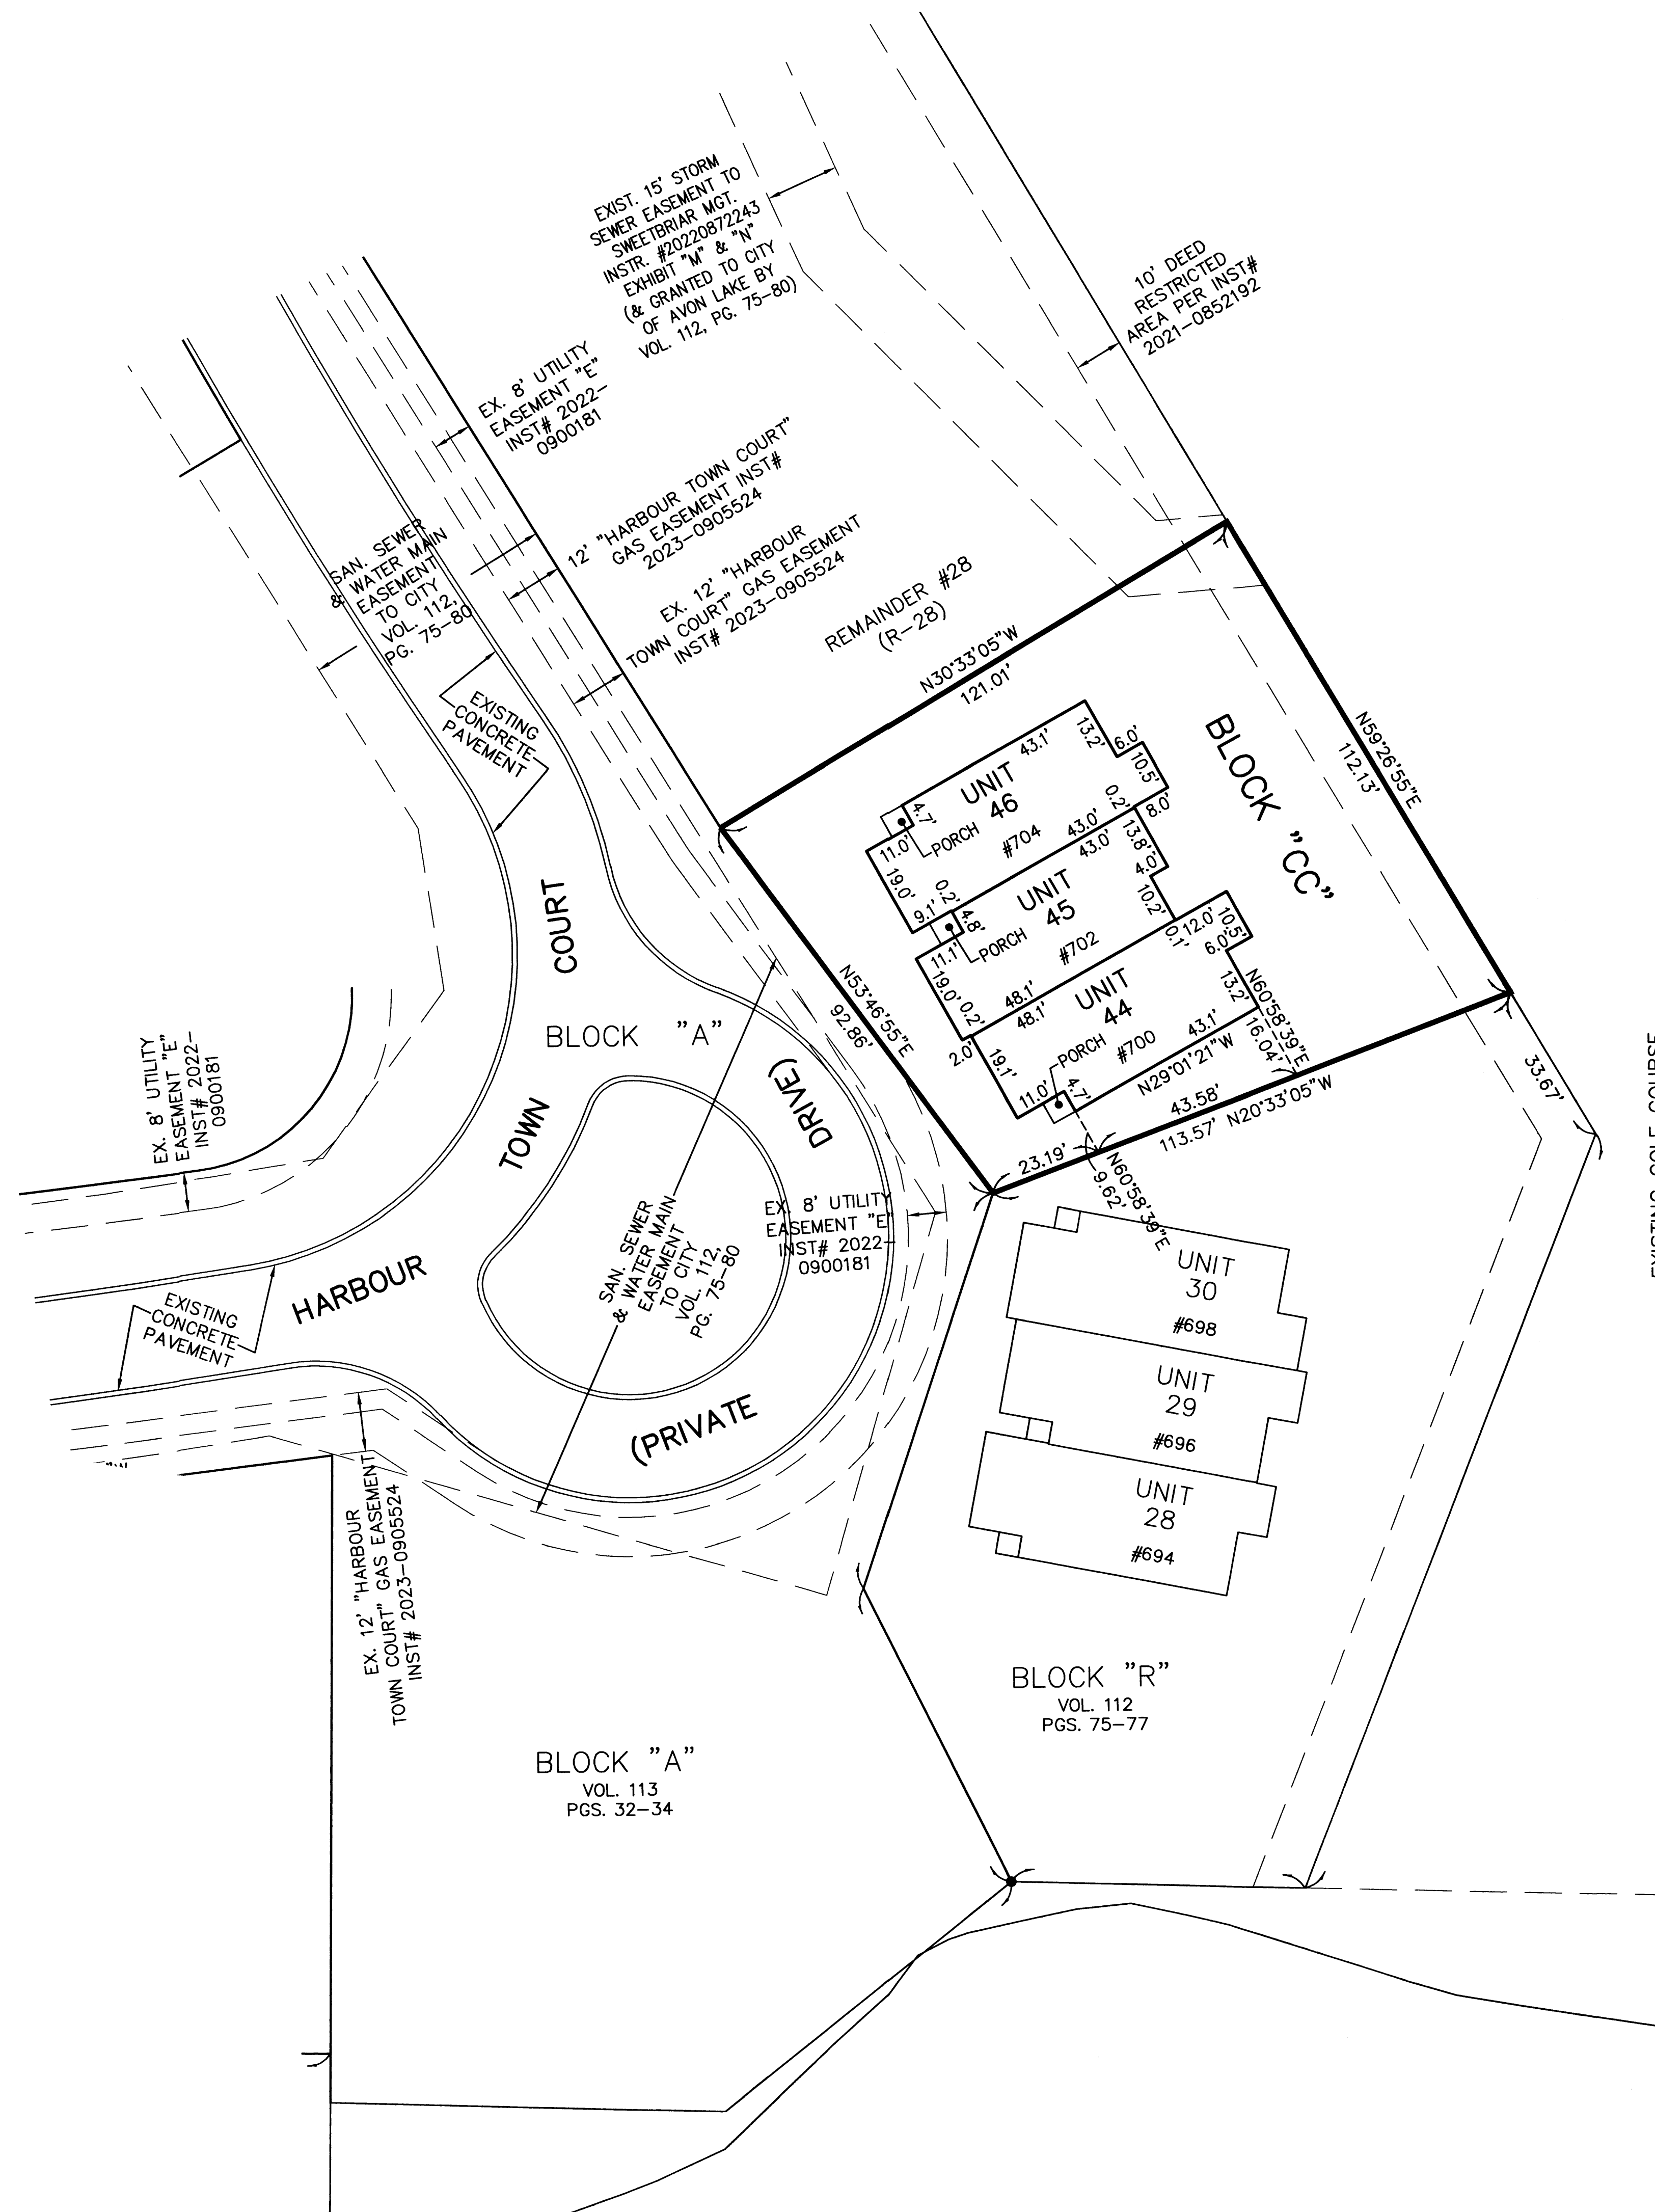 EXIST. 15' STORM
SEWER EASEMENT TO
SWEETBRIAR MGT.
INSTR. #20220872243
EXHIBIT "M" & "N"
(& GRANTED TO CITY
OF AVON LAKE BY
VOL. 112, PG. 75-80)
10' DEED
RESTRICTED
AREA PER INST#
2021-0852192
EX. 8' UTILITY
EASEMENT "E"
INST# 2022-
0900181
12' "HARBOUR TOWN COURT"
GAS EASEMENT INST#
2023-0905524
EX. 12' "HARBOUR
TOWN COURT" GAS EASEMENT
INST# 2023-0905524
SAN. SEWER
& WATER MAIN
EASEMENT
TO CITY
VOL. 112,
PG. 75-80
REMAINDER #28
(R-28)
N30°33'05"W
121.01'
EXISTING
CONCRETE
PAVEMENT
N59°26'55"E
112.13'
BLOCK "CC"
43.1'
13.2'
6.0'
10.5'
8.0'
0.2'
UNIT
46
#704
4.7'
PORCH
11.0'
19.0'
9.1'
0.2'
43.0'
43.0'
13.8'
4.0'
10.2'
0.1'
UNIT
45
#702
4.8'
PORCH
11.1'
19.0'
0.2'
48.1'
48.1'
12.0'
10.5'
6.0'
13.2'
UNIT
44
#700
2.0'
19.1'
11.0'
PORCH
4.7'
43.1'
N29°01'21"W
N60°58'39"E
16.04'
N53°46'55"E
92.86'
43.58'
113.57' N20°33'05"W
23.19'
N60°58'39"E
9.62'
33.67'
COURT
BLOCK "A"
TOWN
DRIVE)
HARBOUR
(PRIVATE
EX. 8' UTILITY
EASEMENT "E"
INST# 2022-
0900181
SAN. SEWER
& WATER MAIN
EASEMENT
TO CITY
VOL. 112,
PG. 75-80
EX. 8' UTILITY
EASEMENT "E"
INST# 2022-
0900181
EXISTING
CONCRETE
PAVEMENT
UNIT
30
#698
UNIT
29
#696
UNIT
28
#694
EX. 12' "HARBOUR
TOWN COURT" GAS EASEMENT
INST# 2023-0905524
BLOCK "R"
VOL. 112
PGS. 75-77
BLOCK "A"
VOL. 113
PGS. 32-34